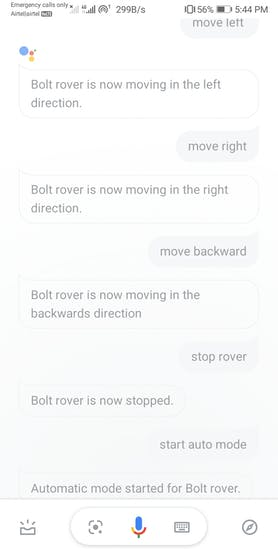 Emergency calls only
Airtel|airtel VoLTE
299B/s
56%
5:44 PM
move left
Bolt rover is now moving in the left
direction.
move right
Bolt rover is now moving in the right
direction.
move backward
Bolt rover is now moving in the
backwards direction
stop rover
Bolt rover is now stopped.
start auto mode
Automatic mode started for Bolt rover.